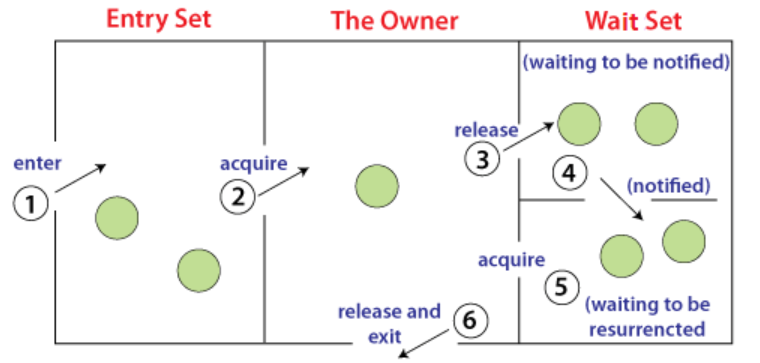 Entry Set
The Owner
Wait Set
(waiting to be notified)
enter
1
acquire
2
release
3
4
(notified)
acquire
5
(waiting to be
resurrencted
release and
exit
6